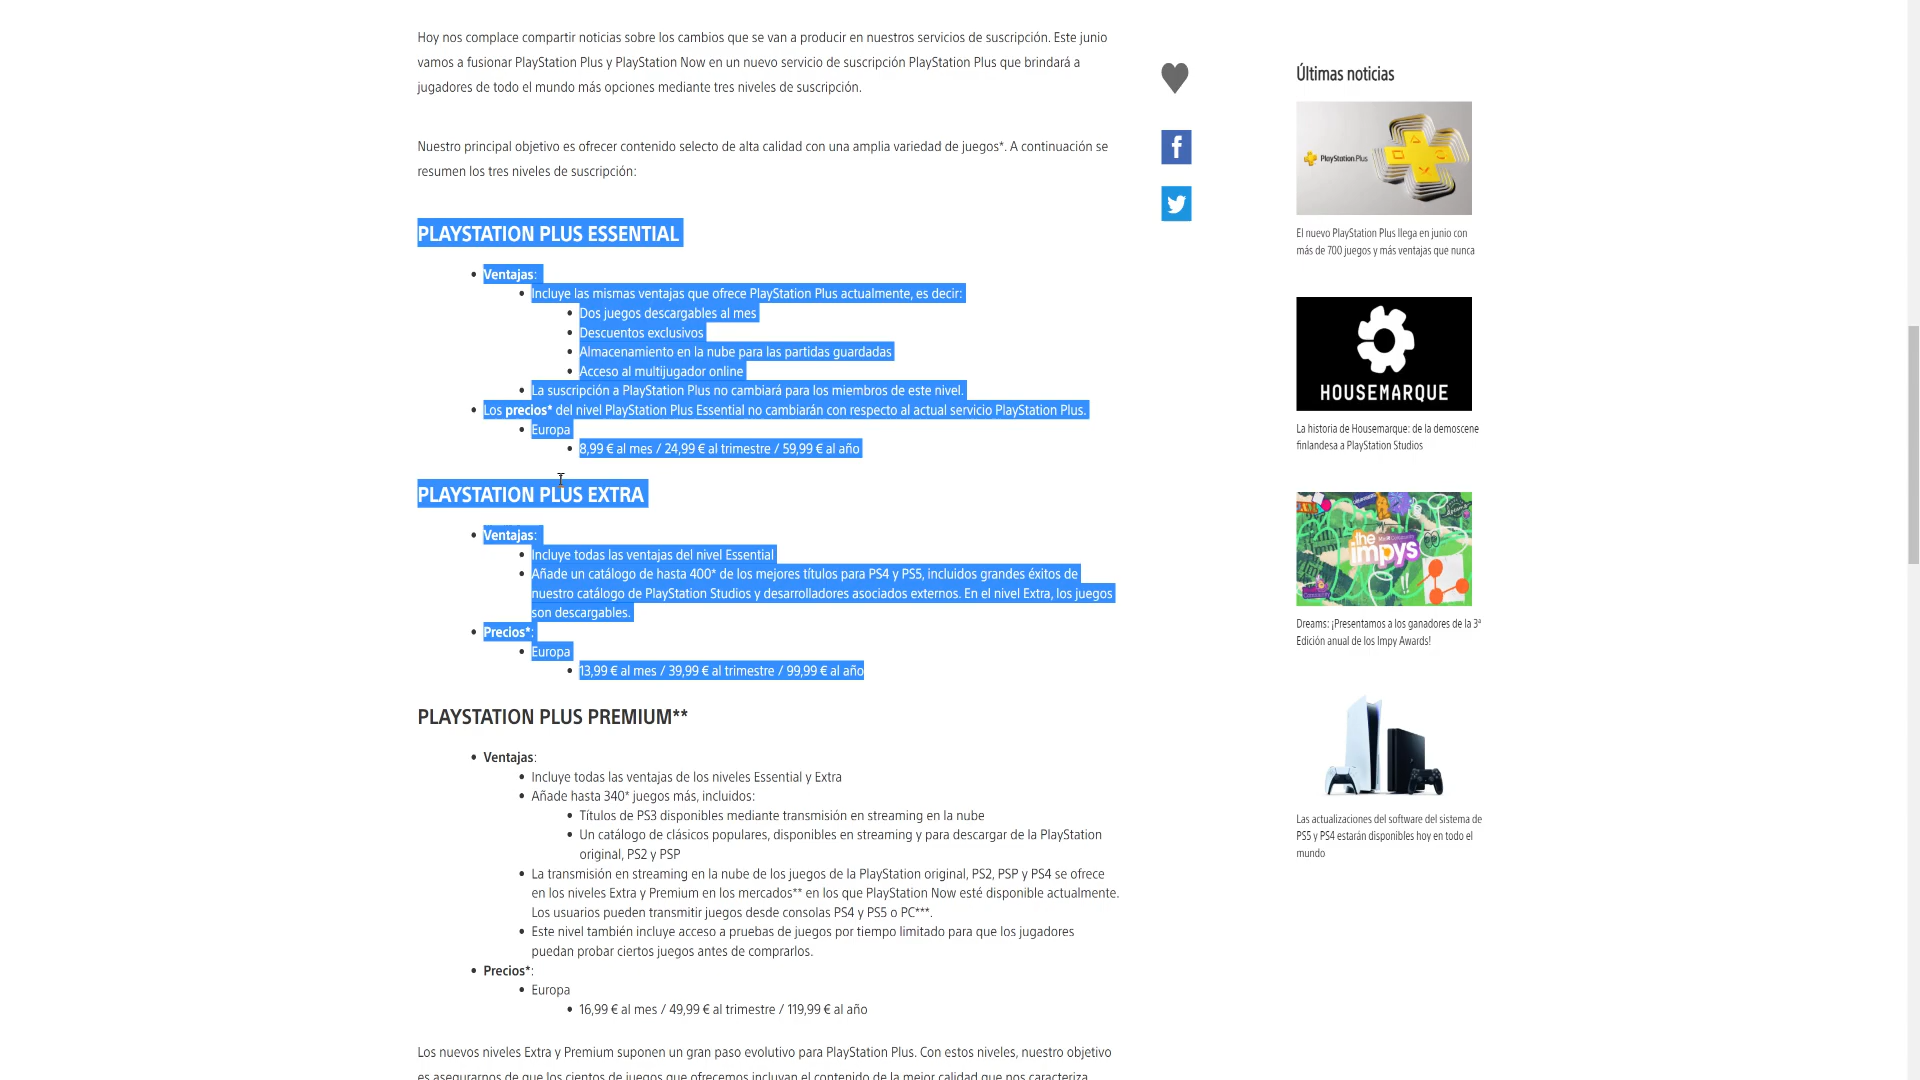 Hoy nos complace compartir noticias sobre los cambios que se van a producir en nuestros servicios de suscripción. Este junio
vamos a fusionar PlayStation Plus y PlayStation Now en un nuevo servicio de suscripción PlayStation Plus que brindará a
jugadores de todo el mundo más opciones mediante tres niveles de suscripción.
Nuestro principal objetivo es ofrecer contenido selecto de alta calidad con una amplia variedad de juegos*. A continuación se
resumen los tres niveles de suscripción:
PLAYSTATION PLUS ESSENTIAL
Ventajas:
Incluye las mismas ventajas que ofrece PlayStation Plus actualmente, es decir:
Dos juegos descargables al mes
Descuentos exclusivos
Almacenamiento en la nube para las partidas guardadas
Acceso al multijugador online
La suscripción a PlayStation Plus no cambiará para los miembros de este nivel.
Los precios* del nivel PlayStation Plus Essential no cambiarán con respecto al actual servicio PlayStation Plus.
Europa
8,99 € al mes / 24,99 € al trimestre / 59,99 € al año
PLAYSTATION PLUS EXTRA
Ventajas:
Incluye todas las ventajas del nivel Essential
Añade un catálogo de hasta 400* de los mejores títulos para PS4 y PS5, incluidos grandes éxitos de
nuestro catálogo de PlayStation Studios y desarrolladores asociados externos. En el nivel Extra, los juegos
son descargables.
Precios*:
Europa
13,99 € al mes / 39,99 € al trimestre / 99,99 € al año
PLAYSTATION PLUS PREMIUM**
Ventajas:
Incluye todas las ventajas de los niveles Essential y Extra
Añade hasta 340* juegos más, incluidos:
Títulos de PS3 disponibles mediante transmisión en streaming en la nube
Un catálogo de clásicos populares, disponibles en streaming y para descargar de la PlayStation
original, PS2 y PSP
La transmisión en streaming en la nube de los juegos de la PlayStation original, PS2, PSP y PS4 se ofrece
en los niveles Extra y Premium en los mercados** en los que PlayStation Now esté disponible actualmente.
Los usuarios pueden transmitir juegos desde consolas PS4 y PS5 o PC***.
Este nivel también incluye acceso a pruebas de juegos por tiempo limitado para que los jugadores
puedan probar ciertos juegos antes de comprarlos.
Precios*:
Europa
16,99 € al mes / 49,99 € al trimestre / 119,99 € al año
Los nuevos niveles Extra y Premium suponen un gran paso evolutivo para PlayStation Plus. Con estos niveles, nuestro objetivo
es asegurarnos de que los cientos de juegos que ofrecemos incluyan el contenido de la mejor calidad que nos caracteriza.
Últimas noticias
PlayStation Plus
El nuevo PlayStation Plus llega en junio con
más de 700 juegos y más ventajas que nunca
HOUSEMARQUE
La historia de Housemarque: de la demoscene
finlandesa a PlayStation Studios
the
impys
Dreams: ¡Presentamos a los ganadores de la 3ª
Edición anual de los Impy Awards!
Las actualizaciones del software del sistema de
PS5 y PS4 estarán disponibles hoy en todo el
mundo